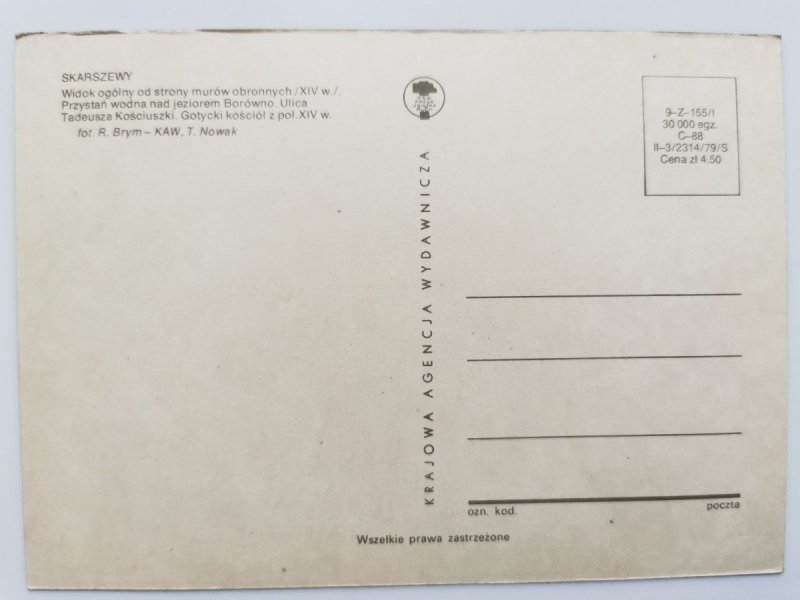 SKARSZEWY
Widok ogólny od strony murów obronnych /XIV w./.
Przystań wodna nad jeziorem Borówno. Ulica
Tadeusza Kościuszki. Gotycki kościół z poł. XIV w.
fot. R. Brym – KAW, T. Nowak
KRAJOWA AGENCJA WYDAWNICZA
9–Z–155/I
30 000 egz.
C–88
II–3/2314/79/S
Cena zł 4,50
ozn. kod.
poczta
Wszelkie prawa zastrzeżone